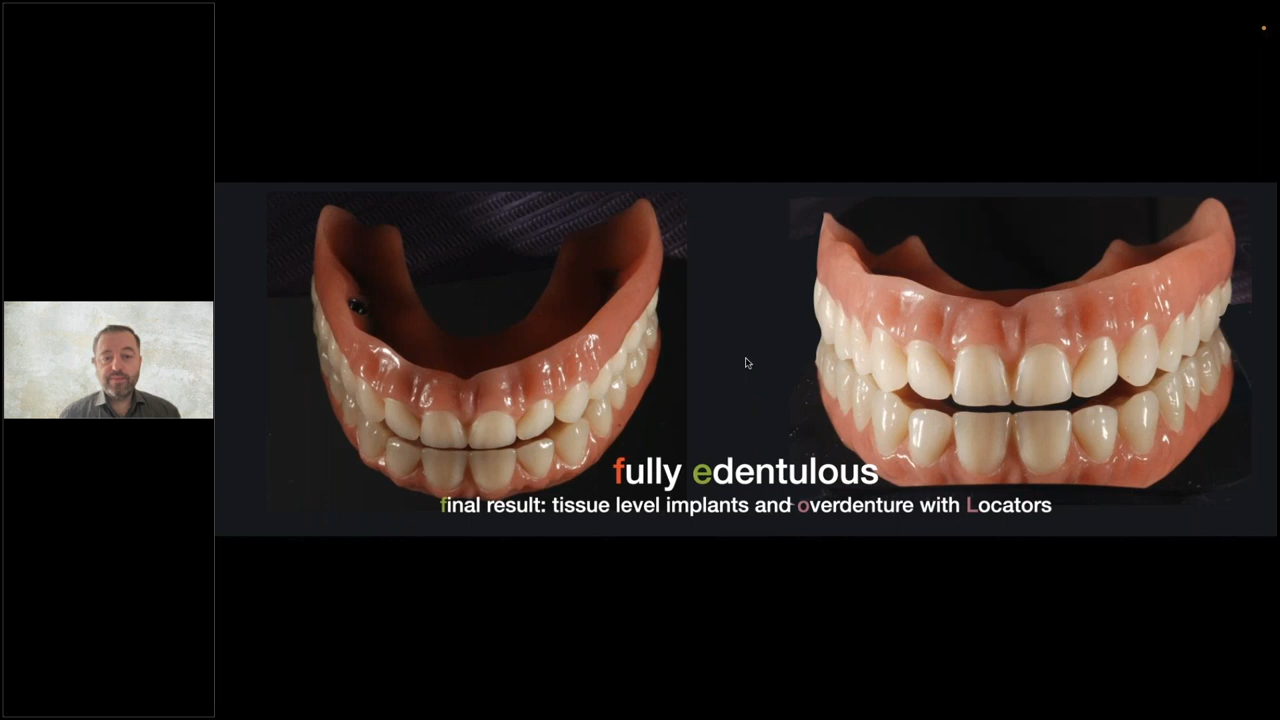 fully edentulous
final result: tissue level implants and overdenture with Locators